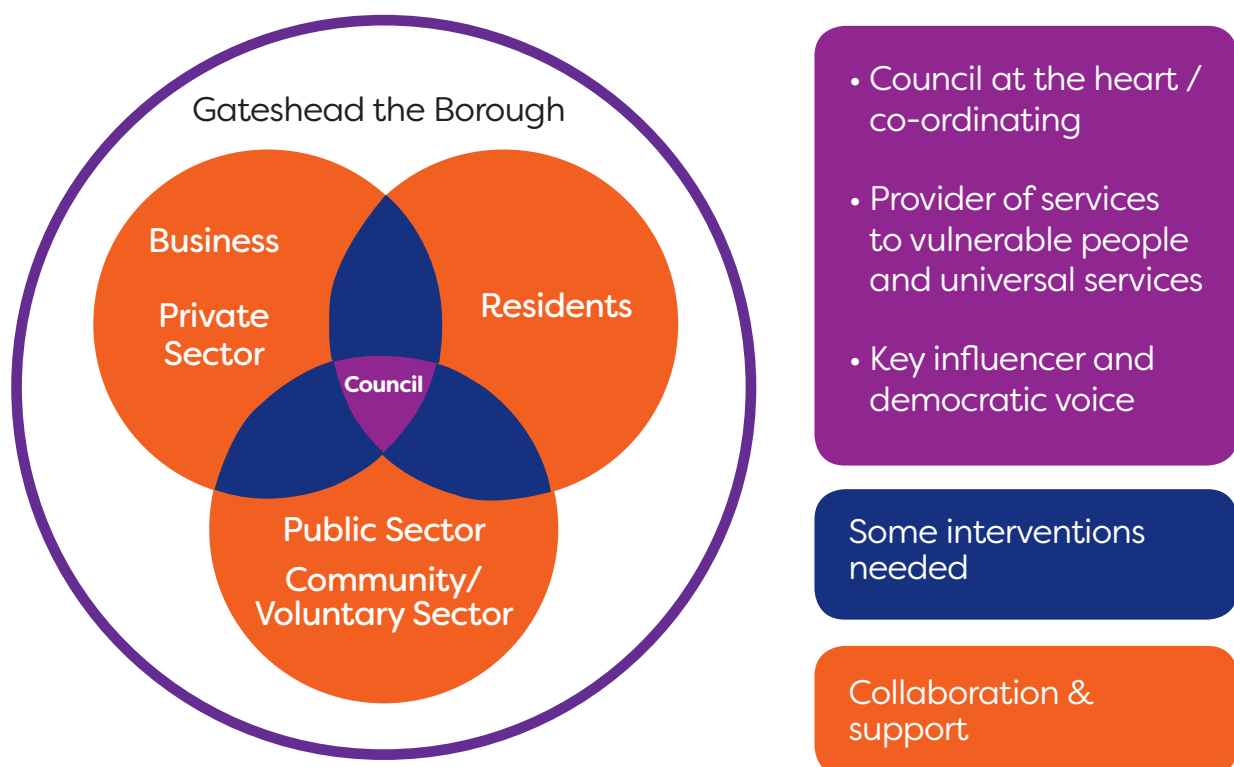 Gateshead the Borough
Business
Private
Sector
Residents
Council
Public Sector
Community/
Voluntary Sector
• Council at the heart /
co-ordinating
• Provider of services
to vulnerable people
and universal services
• Key influencer and
democratic voice
Some interventions
needed
Collaboration &
support